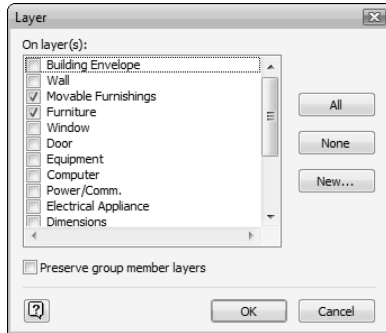 Layer
On layer(s):
Building Envelope
Wall
Movable Furnishings
Furniture
Window
Door
Equipment
Computer
Power/Comm.
Electrical Appliance
Dimensions
All
None
New...
Preserve group member layers
?
OK
Cancel